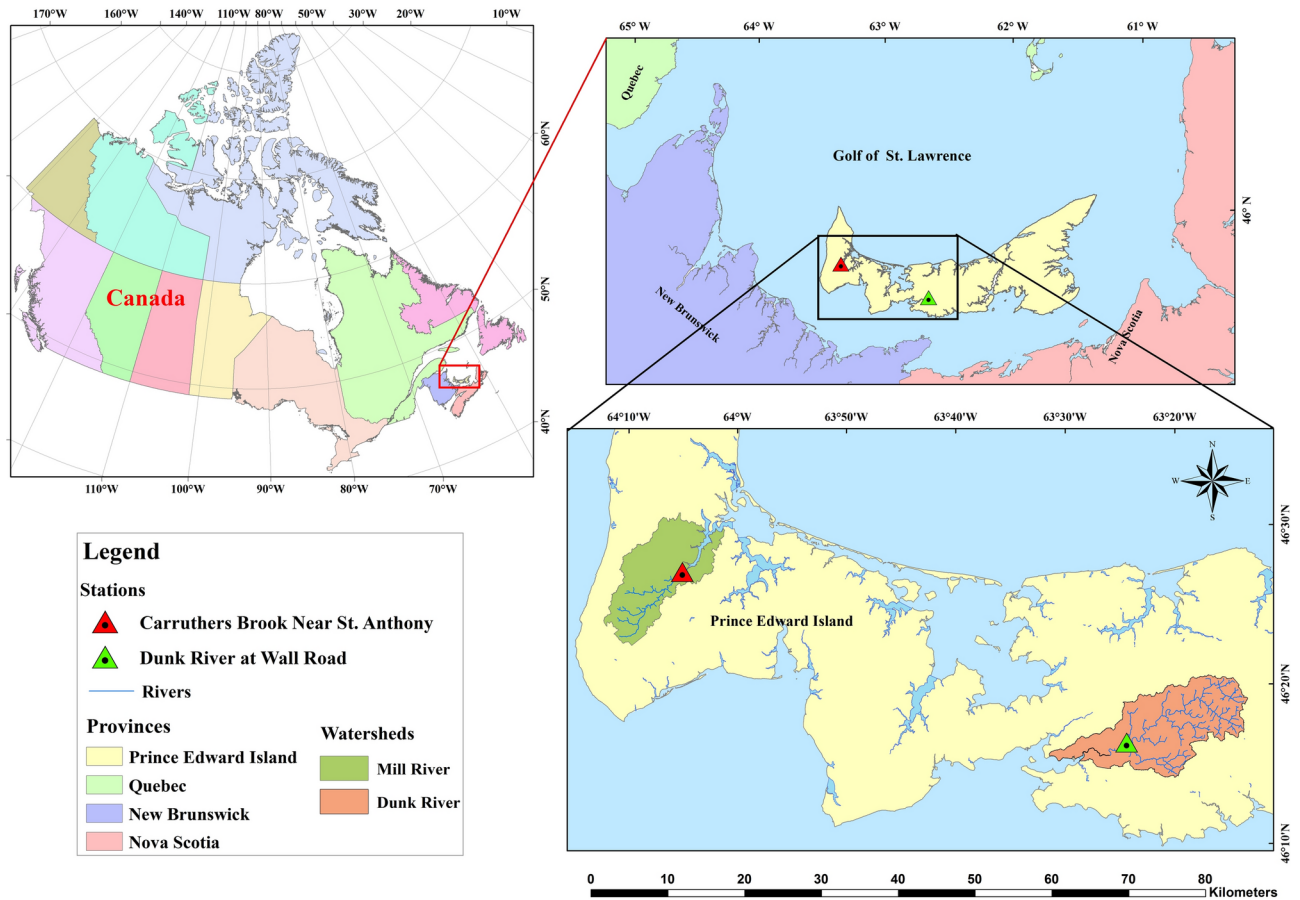 170°W 160°W 140°W 110°W 80°W 50°W 30°W 20°W 10°W
60°N
50°N
40°N
Canada
110°W 100°W 90°W 80°W 70°W
65°W 64°W 63°W 62°W 61°W
Quebec
Golf of St. Lawrence
46° N
New Brunswick
Nova Scotia
64°10'W 64°W 63°50'W 63°40'W 63°30'W 63°20'W
N
W E
S
46°30'N
Prince Edward Island
46°20'N
46°10'N
0 10 20 30 40 50 60 70 80
Kilometers
Legend
Stations
Carruthers Brook Near St. Anthony
Dunk River at Wall Road
Rivers
Provinces
Prince Edward Island
Quebec
New Brunswick
Nova Scotia
Watersheds
Mill River
Dunk River